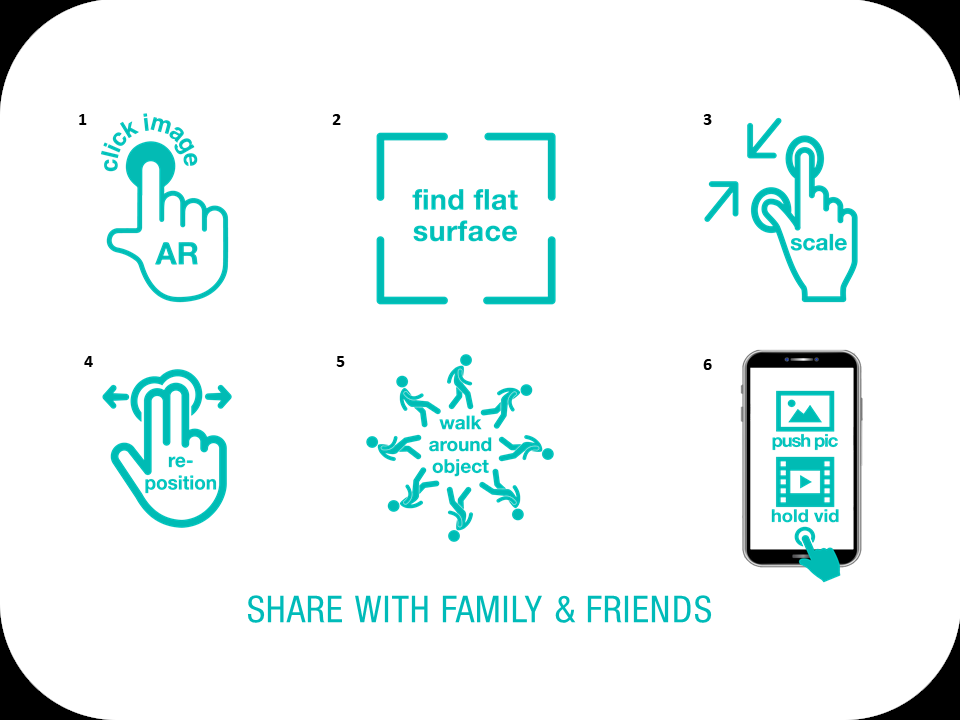 1
click image
AR
2
find flat
surface
3
scale
4
re-
position
5
walk
around
object
6
push pic
hold vid
SHARE WITH FAMILY & FRIENDS